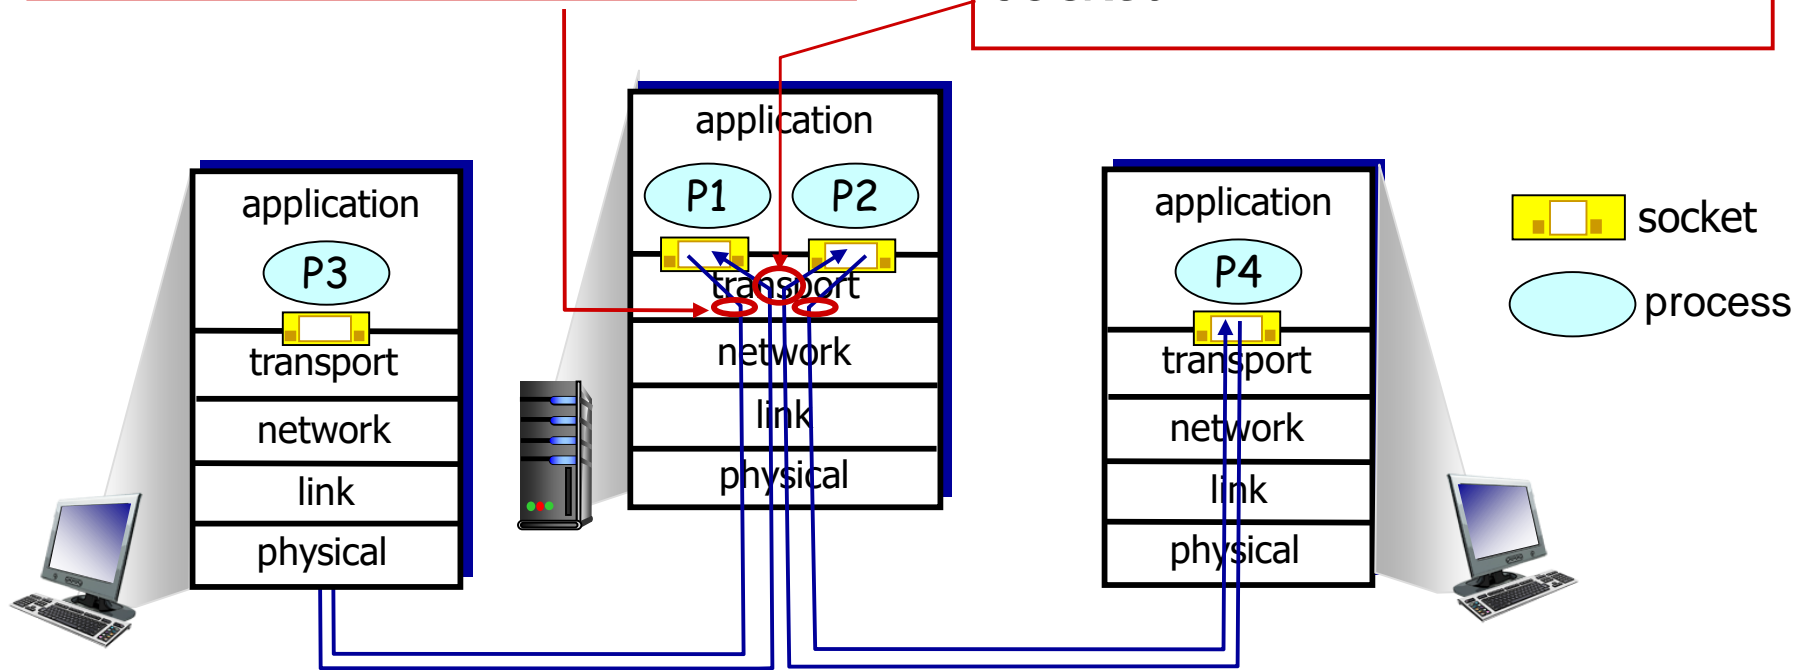 socket
application
P1
P2
transport
network
link
physical
application
P3
transport
network
link
physical
application
P4
transport
network
link
physical
socket
process